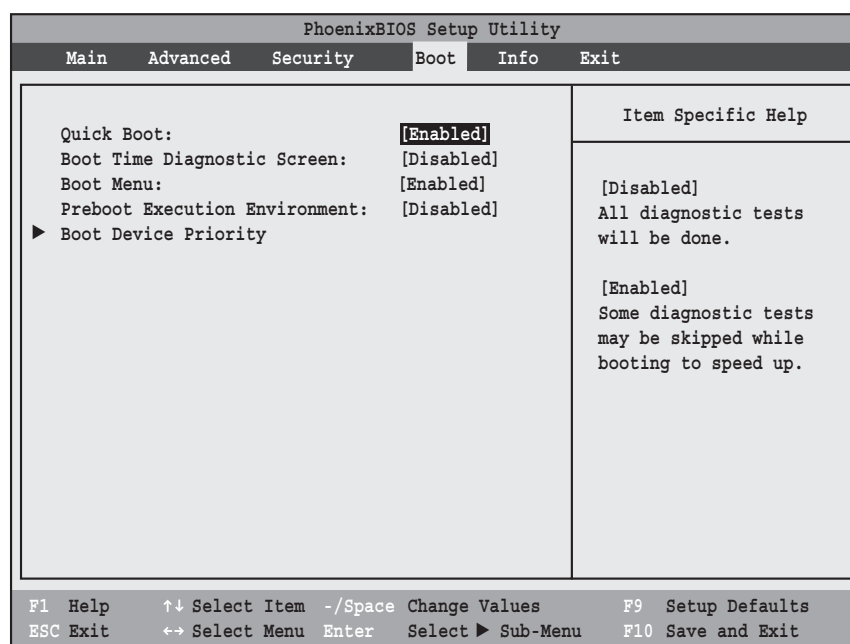 PhoenixBIOS Setup Utility
Main Advanced Security Boot Info Exit
Quick Boot: [Enabled]
Boot Time Diagnostic Screen: [Disabled]
Boot Menu: [Enabled]
Preboot Execution Environment: [Disabled]
▶ Boot Device Priority
Item Specific Help
[Disabled]
All diagnostic tests
will be done.
[Enabled]
Some diagnostic tests
may be skipped while
booting to speed up.
F1 Help ↑↓ Select Item -/Space Change Values F9 Setup Defaults
ESC Exit ←→ Select Menu Enter Select ▶ Sub-Menu F10 Save and Exit